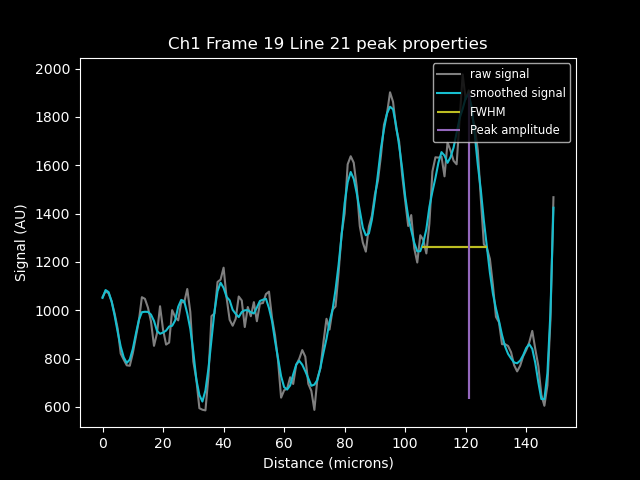 Ch1 Frame 19 Line 21 peak properties
raw signal
smoothed signal
FWHM
Peak amplitude
Signal (AU)
2000
1800
1600
1400
1200
1000
800
600
0 20 40 60 80 100 120 140
Distance (microns)